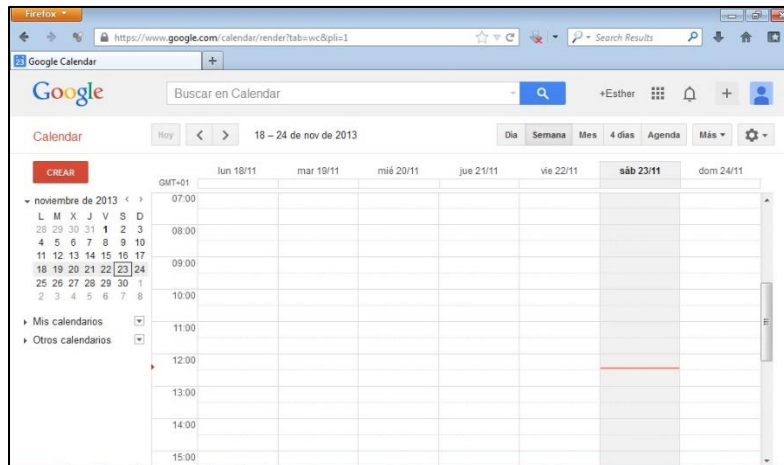 Firefox
https://www.google.com/calendar/render?tab=wc&pli=1
Search Results
23 Google Calendar
Google
Buscar en Calendar
+Esther
Calendar
Hoy 18 – 24 de nov de 2013 Día Semana Mes 4 días Agenda Más
CREAR
noviembre de 2013
L M X J V S D
28 29 30 31 1 2 3
4 5 6 7 8 9 10
11 12 13 14 15 16 17
18 19 20 21 22 23 24
25 26 27 28 29 30 1
2 3 4 5 6 7 8
Mis calendarios
Otros calendarios
lun 18/11 mar 19/11 mié 20/11 jue 21/11 vie 22/11 sáb 23/11 dom 24/11
GMT+01
07:00
08:00
09:00
10:00
11:00
12:00
13:00
14:00
15:00